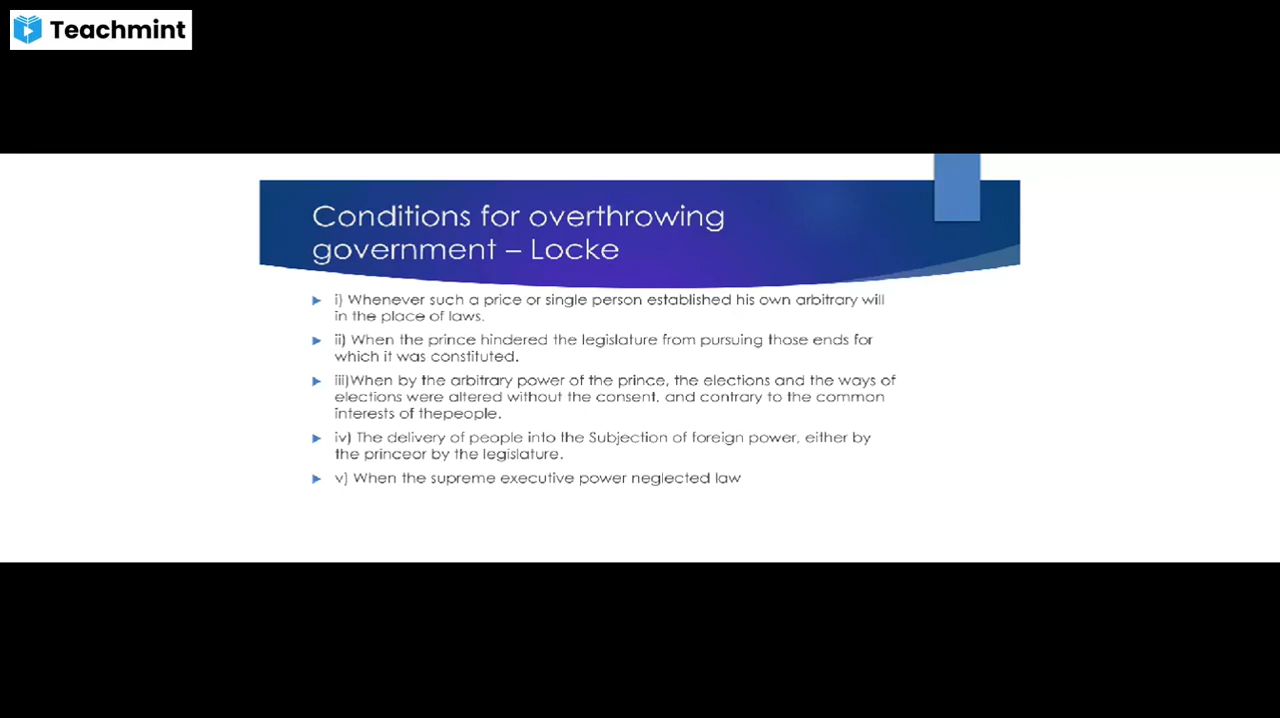 Teachmint
Conditions for overthrowing
government – Locke
i) Whenever such a price or single person established his own arbitrary will
in the place of laws.
ii) When the prince hindered the legislature from pursuing those ends for
which it was constituted.
iii)When by the arbitrary power of the prince, the elections and the ways of
elections were altered without the consent, and contrary to the common
interests of thepeople.
iv) The delivery of people into the Subjection of foreign power, either by
the princeor by the legislature.
v) When the supreme executive power neglected law